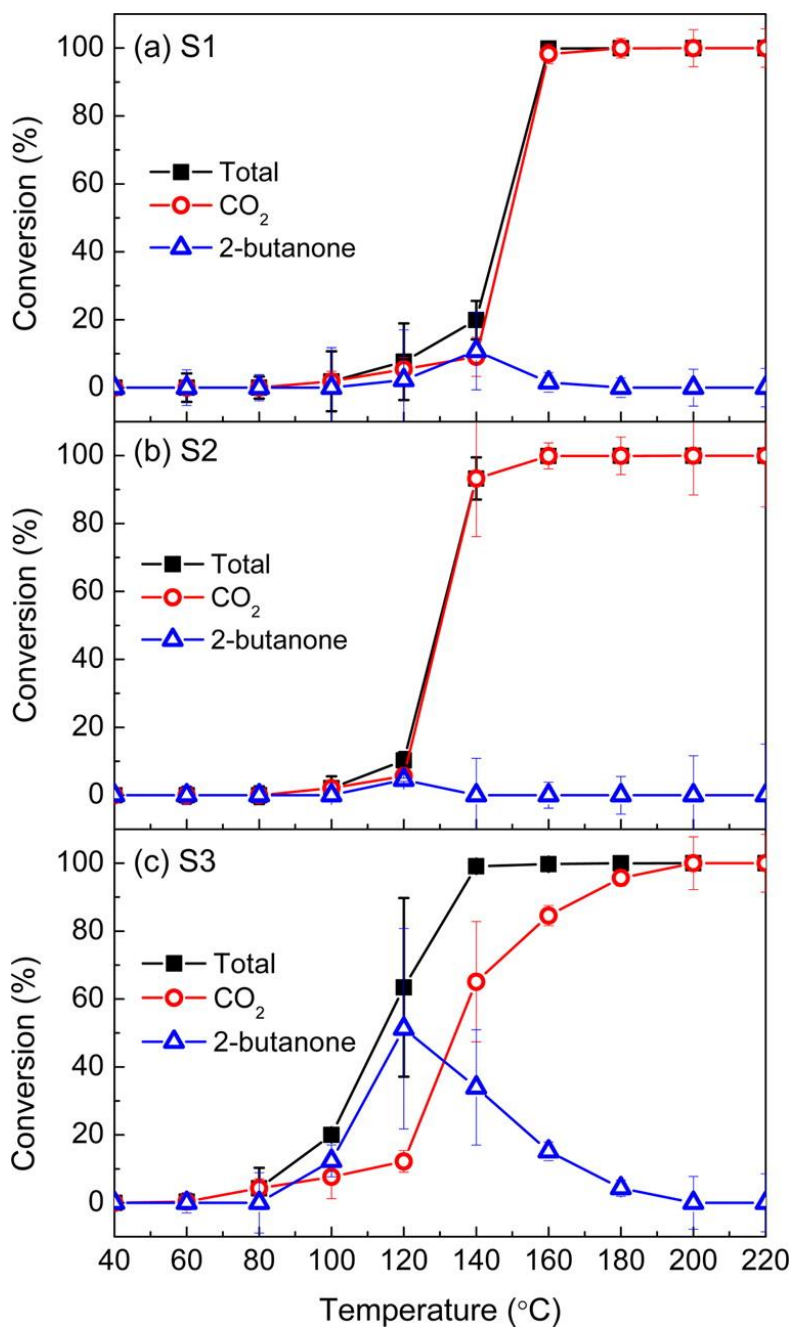 (a) S1
Conversion (%)
100
80
60
40
20
0
Total
CO₂
2-butanone
(b) S2
Conversion (%)
100
80
60
40
20
0
Total
CO₂
2-butanone
(c) S3
Conversion (%)
100
80
60
40
20
0
Total
CO₂
2-butanone
40 60 80 100 120 140 160 180 200 220
Temperature (°C)